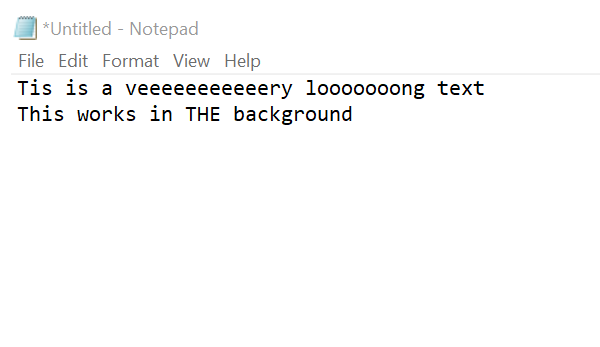 *Untitled - Notepad
File Edit Format View Help
Tis is a veeeeeeeeeeery looooooong text
This works in THE background